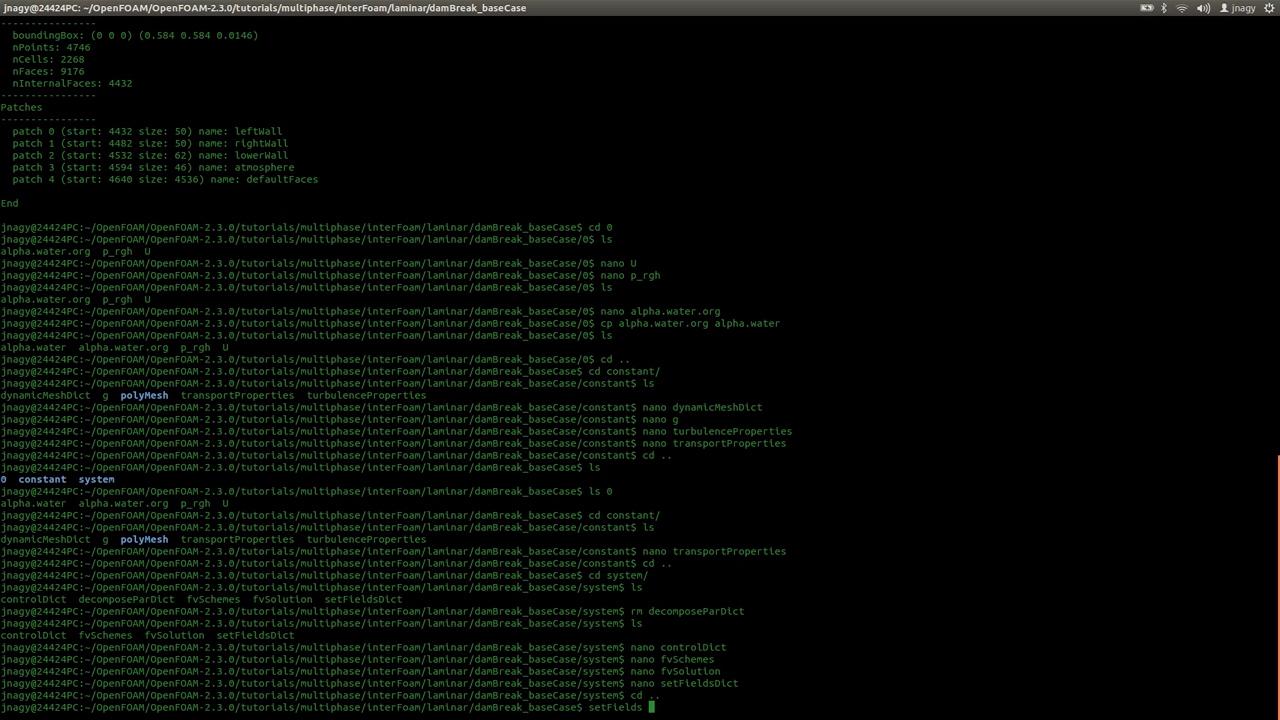 jnagy@24424PC: ~/OpenFOAM/OpenFOAM-2.3.0/tutorials/multiphase/interFoam/laminar/damBreak_baseCase
jnagy
----------------
  boundingBox: (0 0 0) (0.584 0.584 0.0146)
  nPoints: 4746
  nCells: 2268
  nFaces: 9176
  nInternalFaces: 4432
----------------
Patches
----------------
  patch 0 (start: 4432 size: 50) name: leftWall
  patch 1 (start: 4482 size: 50) name: rightWall
  patch 2 (start: 4532 size: 62) name: lowerWall
  patch 3 (start: 4594 size: 46) name: atmosphere
  patch 4 (start: 4640 size: 4536) name: defaultFaces

End

jnagy@24424PC:~/OpenFOAM/OpenFOAM-2.3.0/tutorials/multiphase/interFoam/laminar/damBreak_baseCase$ cd 0
jnagy@24424PC:~/OpenFOAM/OpenFOAM-2.3.0/tutorials/multiphase/interFoam/laminar/damBreak_baseCase/0$ ls
alpha.water.org  p_rgh  U
jnagy@24424PC:~/OpenFOAM/OpenFOAM-2.3.0/tutorials/multiphase/interFoam/laminar/damBreak_baseCase/0$ nano U
jnagy@24424PC:~/OpenFOAM/OpenFOAM-2.3.0/tutorials/multiphase/interFoam/laminar/damBreak_baseCase/0$ nano p_rgh
jnagy@24424PC:~/OpenFOAM/OpenFOAM-2.3.0/tutorials/multiphase/interFoam/laminar/damBreak_baseCase/0$ ls
alpha.water.org  p_rgh  U
jnagy@24424PC:~/OpenFOAM/OpenFOAM-2.3.0/tutorials/multiphase/interFoam/laminar/damBreak_baseCase/0$ nano alpha.water.org
jnagy@24424PC:~/OpenFOAM/OpenFOAM-2.3.0/tutorials/multiphase/interFoam/laminar/damBreak_baseCase/0$ cp alpha.water.org alpha.water
jnagy@24424PC:~/OpenFOAM/OpenFOAM-2.3.0/tutorials/multiphase/interFoam/laminar/damBreak_baseCase/0$ ls
alpha.water  alpha.water.org  p_rgh  U
jnagy@24424PC:~/OpenFOAM/OpenFOAM-2.3.0/tutorials/multiphase/interFoam/laminar/damBreak_baseCase/0$ cd ..
jnagy@24424PC:~/OpenFOAM/OpenFOAM-2.3.0/tutorials/multiphase/interFoam/laminar/damBreak_baseCase$ cd constant/
jnagy@24424PC:~/OpenFOAM/OpenFOAM-2.3.0/tutorials/multiphase/interFoam/laminar/damBreak_baseCase/constant$ ls
dynamicMeshDict  g  polyMesh  transportProperties  turbulenceProperties
jnagy@24424PC:~/OpenFOAM/OpenFOAM-2.3.0/tutorials/multiphase/interFoam/laminar/damBreak_baseCase/constant$ nano dynamicMeshDict
jnagy@24424PC:~/OpenFOAM/OpenFOAM-2.3.0/tutorials/multiphase/interFoam/laminar/damBreak_baseCase/constant$ nano g
jnagy@24424PC:~/OpenFOAM/OpenFOAM-2.3.0/tutorials/multiphase/interFoam/laminar/damBreak_baseCase/constant$ nano turbulenceProperties
jnagy@24424PC:~/OpenFOAM/OpenFOAM-2.3.0/tutorials/multiphase/interFoam/laminar/damBreak_baseCase/constant$ nano transportProperties
jnagy@24424PC:~/OpenFOAM/OpenFOAM-2.3.0/tutorials/multiphase/interFoam/laminar/damBreak_baseCase/constant$ cd ..
jnagy@24424PC:~/OpenFOAM/OpenFOAM-2.3.0/tutorials/multiphase/interFoam/laminar/damBreak_baseCase$ ls
0  constant  system
jnagy@24424PC:~/OpenFOAM/OpenFOAM-2.3.0/tutorials/multiphase/interFoam/laminar/damBreak_baseCase$ ls 0
alpha.water  alpha.water.org  p_rgh  U
jnagy@24424PC:~/OpenFOAM/OpenFOAM-2.3.0/tutorials/multiphase/interFoam/laminar/damBreak_baseCase$ cd constant/
jnagy@24424PC:~/OpenFOAM/OpenFOAM-2.3.0/tutorials/multiphase/interFoam/laminar/damBreak_baseCase/constant$ ls
dynamicMeshDict  g  polyMesh  transportProperties  turbulenceProperties
jnagy@24424PC:~/OpenFOAM/OpenFOAM-2.3.0/tutorials/multiphase/interFoam/laminar/damBreak_baseCase/constant$ nano transportProperties
jnagy@24424PC:~/OpenFOAM/OpenFOAM-2.3.0/tutorials/multiphase/interFoam/laminar/damBreak_baseCase/constant$ cd ..
jnagy@24424PC:~/OpenFOAM/OpenFOAM-2.3.0/tutorials/multiphase/interFoam/laminar/damBreak_baseCase$ cd system/
jnagy@24424PC:~/OpenFOAM/OpenFOAM-2.3.0/tutorials/multiphase/interFoam/laminar/damBreak_baseCase/system$ ls
controlDict  decomposeParDict  fvSchemes  fvSolution  setFieldsDict
jnagy@24424PC:~/OpenFOAM/OpenFOAM-2.3.0/tutorials/multiphase/interFoam/laminar/damBreak_baseCase/system$ rm decomposeParDict
jnagy@24424PC:~/OpenFOAM/OpenFOAM-2.3.0/tutorials/multiphase/interFoam/laminar/damBreak_baseCase/system$ ls
controlDict  fvSchemes  fvSolution  setFieldsDict
jnagy@24424PC:~/OpenFOAM/OpenFOAM-2.3.0/tutorials/multiphase/interFoam/laminar/damBreak_baseCase/system$ nano controlDict
jnagy@24424PC:~/OpenFOAM/OpenFOAM-2.3.0/tutorials/multiphase/interFoam/laminar/damBreak_baseCase/system$ nano fvSchemes
jnagy@24424PC:~/OpenFOAM/OpenFOAM-2.3.0/tutorials/multiphase/interFoam/laminar/damBreak_baseCase/system$ nano fvSolution
jnagy@24424PC:~/OpenFOAM/OpenFOAM-2.3.0/tutorials/multiphase/interFoam/laminar/damBreak_baseCase/system$ nano setFieldsDict
jnagy@24424PC:~/OpenFOAM/OpenFOAM-2.3.0/tutorials/multiphase/interFoam/laminar/damBreak_baseCase/system$ cd ..
jnagy@24424PC:~/OpenFOAM/OpenFOAM-2.3.0/tutorials/multiphase/interFoam/laminar/damBreak_baseCase$ setFields